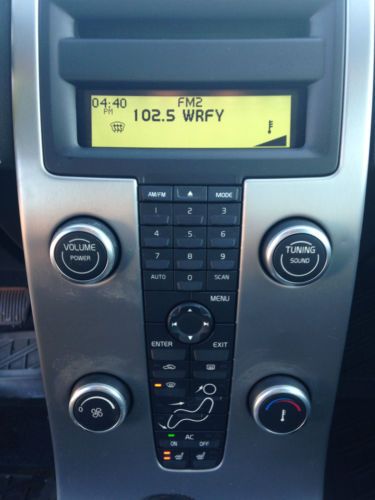 04:40 FM2
PM
102.5 WRFY
AM/FM MODE
1 2 3
4 5 6
7 8 9
AUTO 0 SCAN
VOLUME
POWER
TUNING
SOUND
MENU
ENTER EXIT
0
AC
ON OFF